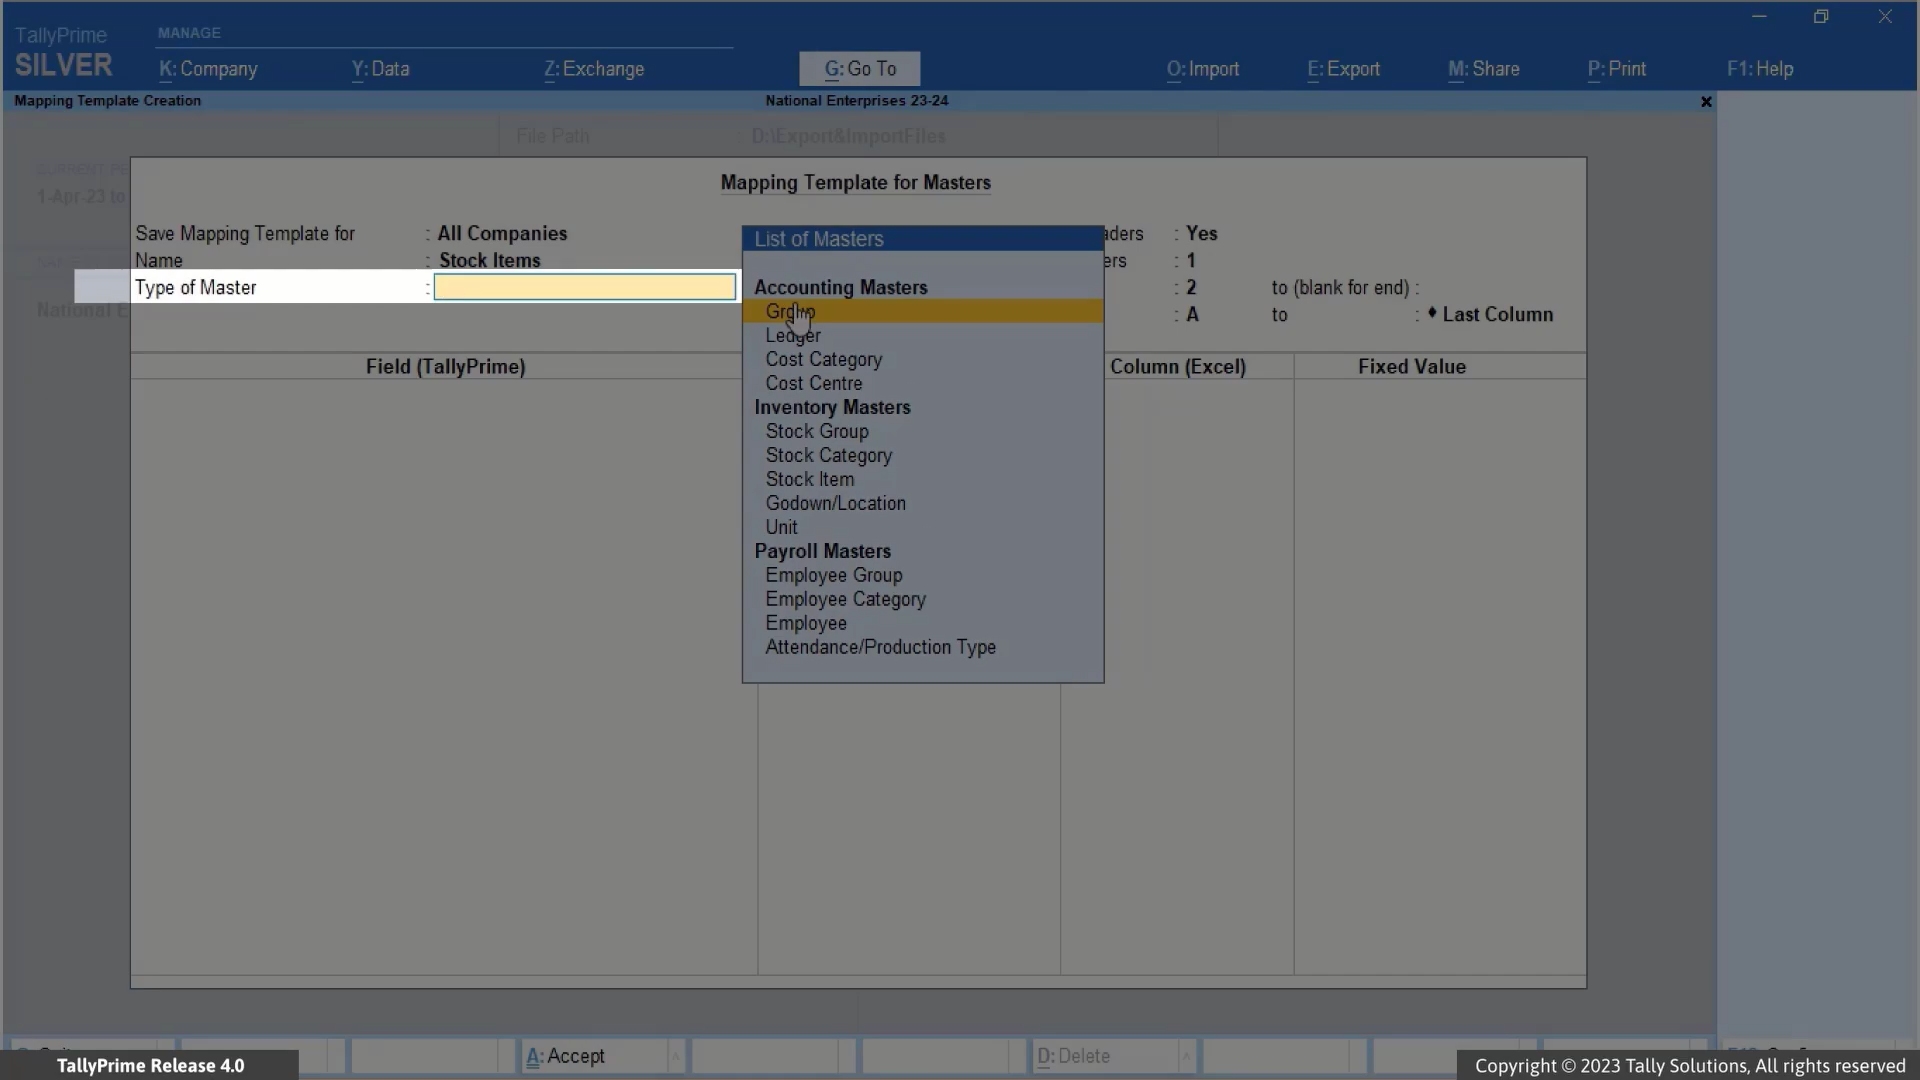 TallyPrime
SILVER
MANAGE
K: Company
Y: Data
Z: Exchange
G: Go To
O: Import
E: Export
M: Share
P: Print
F1: Help
Mapping Template Creation
National Enterprises 23-24
x
File Path D:\Export&ImportFiles
1-Apr-23 to
National E
Mapping Template for Masters
Save Mapping Template for : All Companies
Name : Stock Items
Type of Master :
aders : Yes
ers : 1
: 2 to (blank for end) :
: A to : ♦ Last Column
Field (TallyPrime)
Column (Excel)
Fixed Value
List of Masters
Accounting Masters
Group
Ledger
Cost Category
Cost Centre
Inventory Masters
Stock Group
Stock Category
Stock Item
Godown/Location
Unit
Payroll Masters
Employee Group
Employee Category
Employee
Attendance/Production Type
A: Accept
D: Delete
TallyPrime Release 4.0
Copyright © 2023 Tally Solutions, All rights reserved